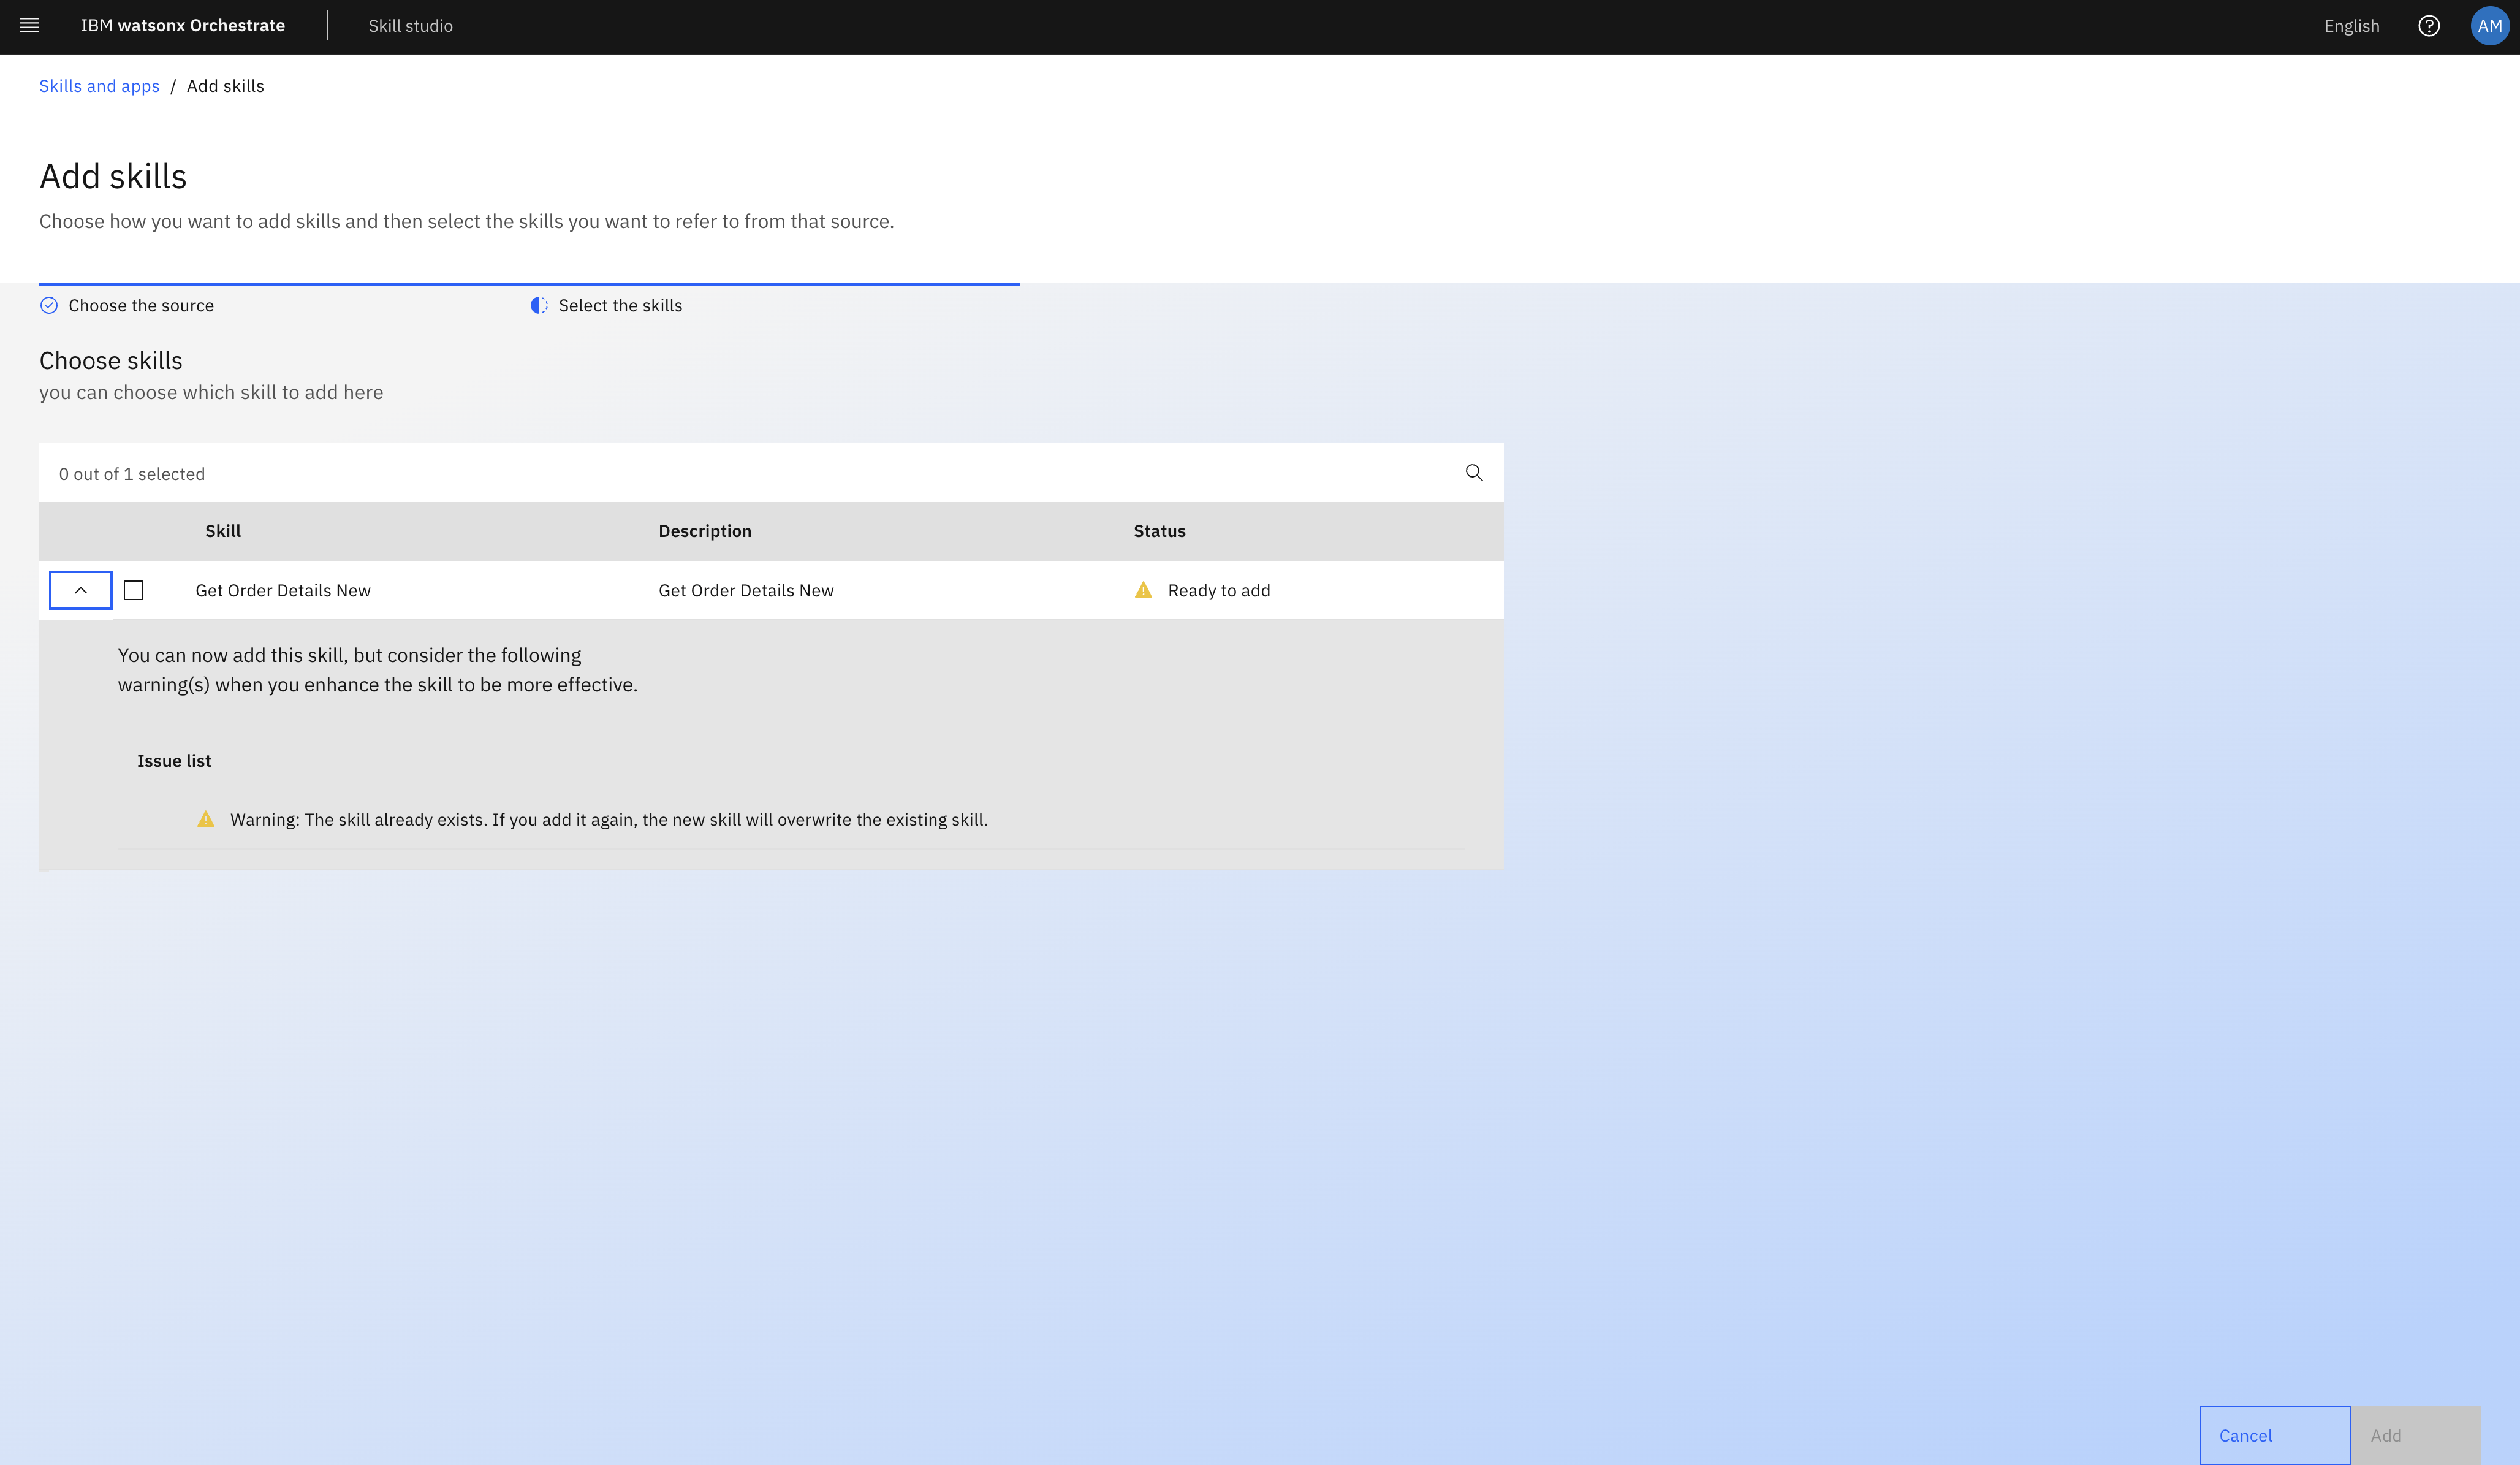 IBM watsonx Orchestrate
Skill studio
English
AM
Skills and apps / Add skills
Add skills
Choose how you want to add skills and then select the skills you want to refer to from that source.
Choose the source
Select the skills
Choose skills
you can choose which skill to add here
0 out of 1 selected
Skill Description Status
Get Order Details New Get Order Details New Ready to add
You can now add this skill, but consider the following
warning(s) when you enhance the skill to be more effective.
Issue list
Warning: The skill already exists. If you add it again, the new skill will overwrite the existing skill.
Cancel
Add